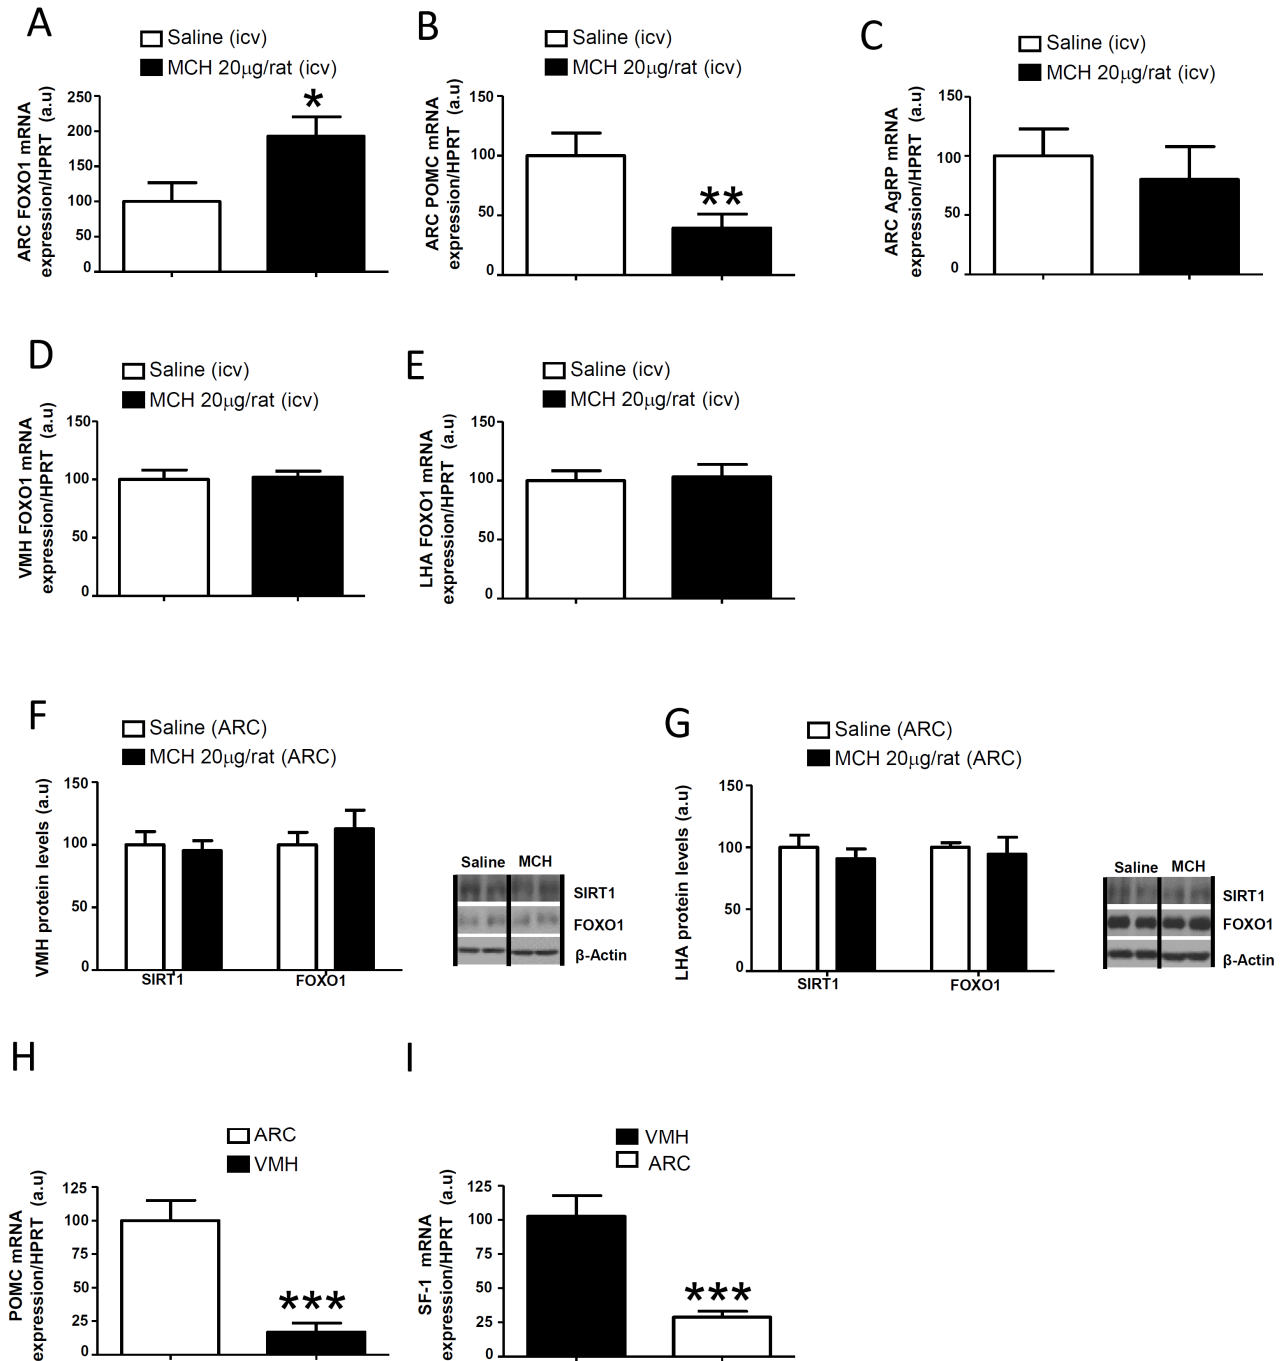 A
Saline (icv)
MCH 20μg/rat (icv)
ARC FOXO1 mRNA
expression/HPRT (a.u)
250
200
150
100
50
0
*
B
Saline (icv)
MCH 20μg/rat (icv)
ARC POMC mRNA
expression/HPRT (a.u)
150
100
50
0
**
C
Saline (icv)
MCH 20μg/rat (icv)
ARC AgRP mRNA
expression/HPRT (a.u)
150
100
50
0
D
Saline (icv)
MCH 20μg/rat (icv)
VMH FOXO1 mRNA
expression/HPRT (a.u)
150
100
50
0
E
Saline (icv)
MCH 20μg/rat (icv)
LHA FOXO1 mRNA
expression/HPRT (a.u)
150
100
50
0
F
Saline (ARC)
MCH 20μg/rat (ARC)
VMH protein levels (a.u)
150
100
50
0
SIRT1 FOXO1
Saline MCH
SIRT1
FOXO1
β-Actin
G
Saline (ARC)
MCH 20μg/rat (ARC)
LHA protein levels (a.u)
150
100
50
0
SIRT1 FOXO1
Saline MCH
SIRT1
FOXO1
β-Actin
H
ARC
VMH
POMC mRNA
expression/HPRT (a.u)
125
100
75
50
25
0
***
I
VMH
ARC
SF-1 mRNA
expression/HPRT (a.u)
125
100
75
50
25
0
***